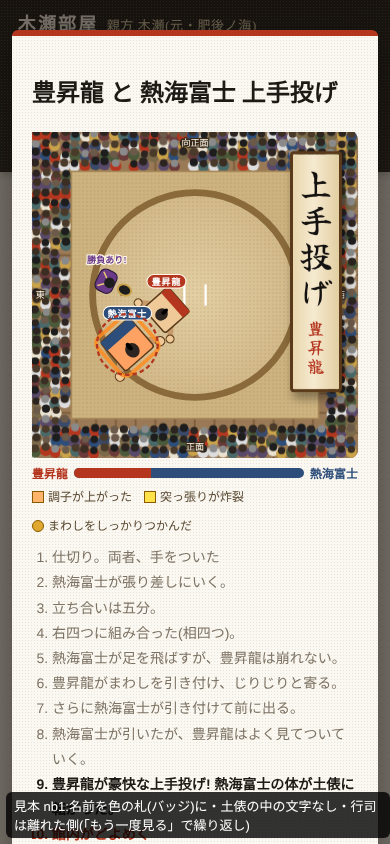 木瀬部屋 親方 木瀬(元・肥後ノ海)
豊昇龍 と 熱海富士 上手投げ
向正面
上手投げ
豊昇龍
勝負あり!
豊昇龍
熱海富士
東
正面
豊昇龍 熱海富士
調子が上がった 突っ張りが炸裂
まわしをしっかりつかんだ
1. 仕切り。両者、手をついた
2. 熱海富士が張り差しにいく。
3. 立ち合いは五分。
4. 右四つに組み合った(相四つ)。
5. 熱海富士が足を飛ばすが、豊昇龍は崩れない。
6. 豊昇龍がまわしを引き付け、じりじりと寄る。
7. さらに熱海富士が引き付けて前に出る。
8. 熱海富士が引いたが、豊昇龍はよく見てついて
いく。
9. 豊昇龍が豪快な上手投げ! 熱海富士の体が土俵に
見本 nb1:名前を色の札(バッジ)に・土俵の中の文字なし・行司
は離れた側(「もう一度見る」で繰り返し)
10. 館内がどよめく